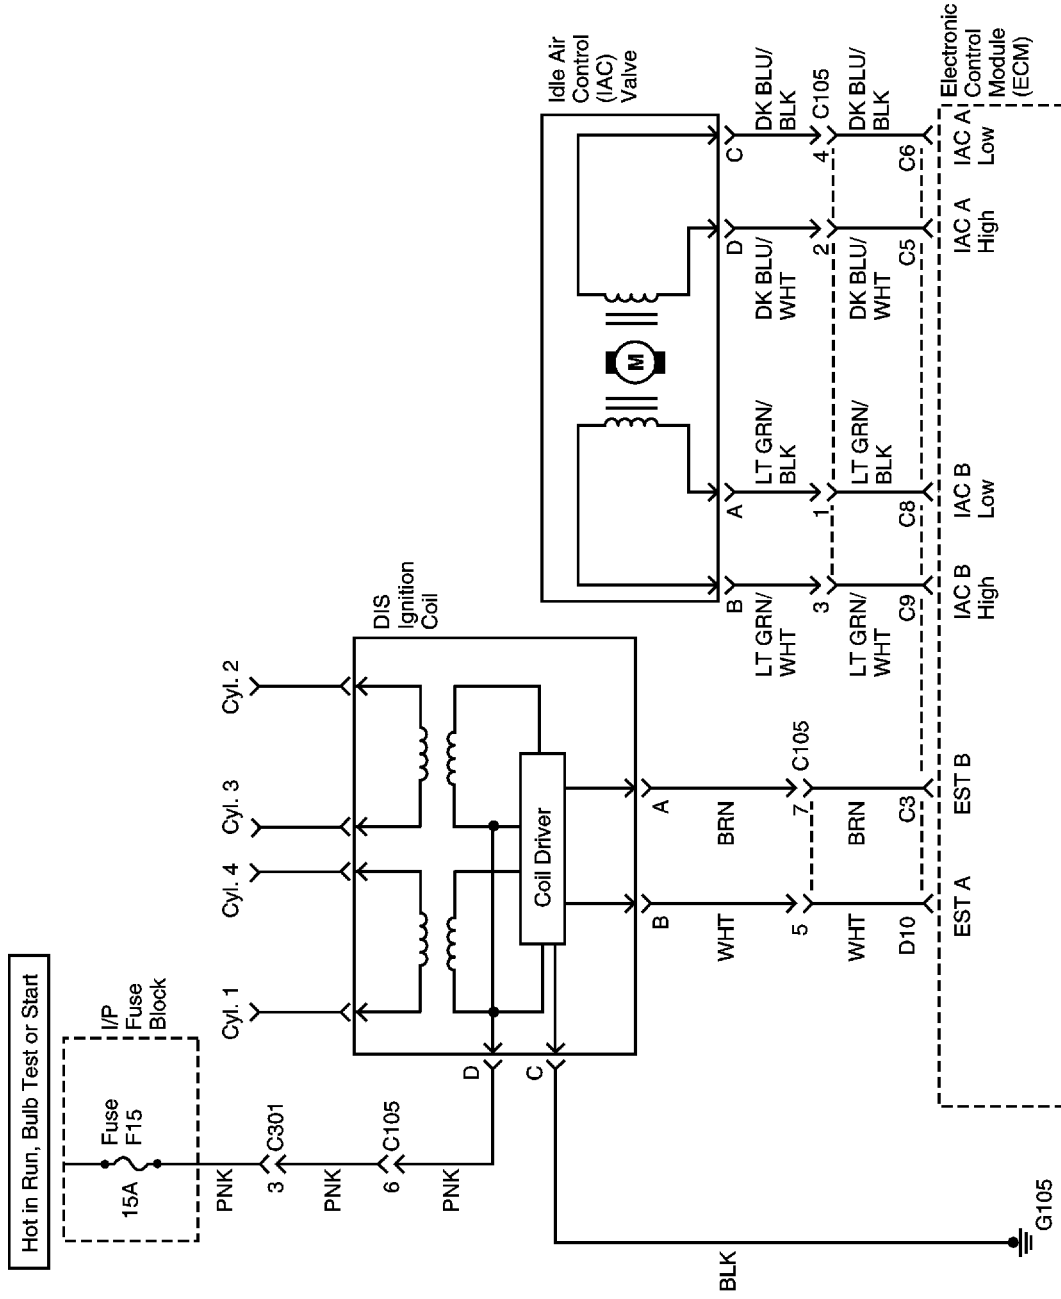 Hot in Run, Bulb Test or Start
I/P
Fuse
Block
Fuse
F15
15A
PNK
3
C301
PNK
6
C105
PNK
D
C
BLK
G105
Cyl. 1
Cyl. 4
Cyl. 3
Cyl. 2
DIS
Ignition
Coil
Coil Driver
B
A
WHT
BRN
5
7
C105
WHT
BRN
D10
C3
EST A
EST B
Idle Air
Control
(IAC)
Valve
M
B
A
D
C
LT GRN/
WHT
LT GRN/
BLK
DK BLU/
WHT
DK BLU/
BLK
3
1
2
4
C105
LT GRN/
WHT
LT GRN/
BLK
DK BLU/
WHT
DK BLU/
BLK
C9
C8
C5
C6
IAC B
High
IAC B
Low
IAC A
High
IAC A
Low
Electronic
Control
Module
(ECM)